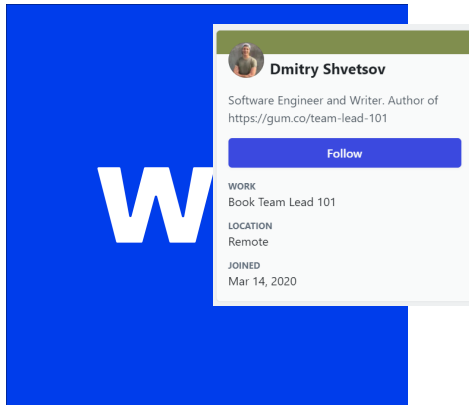 W
Dmitry Shvetsov
Software Engineer and Writer. Author of
https://gum.co/team-lead-101
Follow
WORK
Book Team Lead 101
LOCATION
Remote
JOINED
Mar 14, 2020